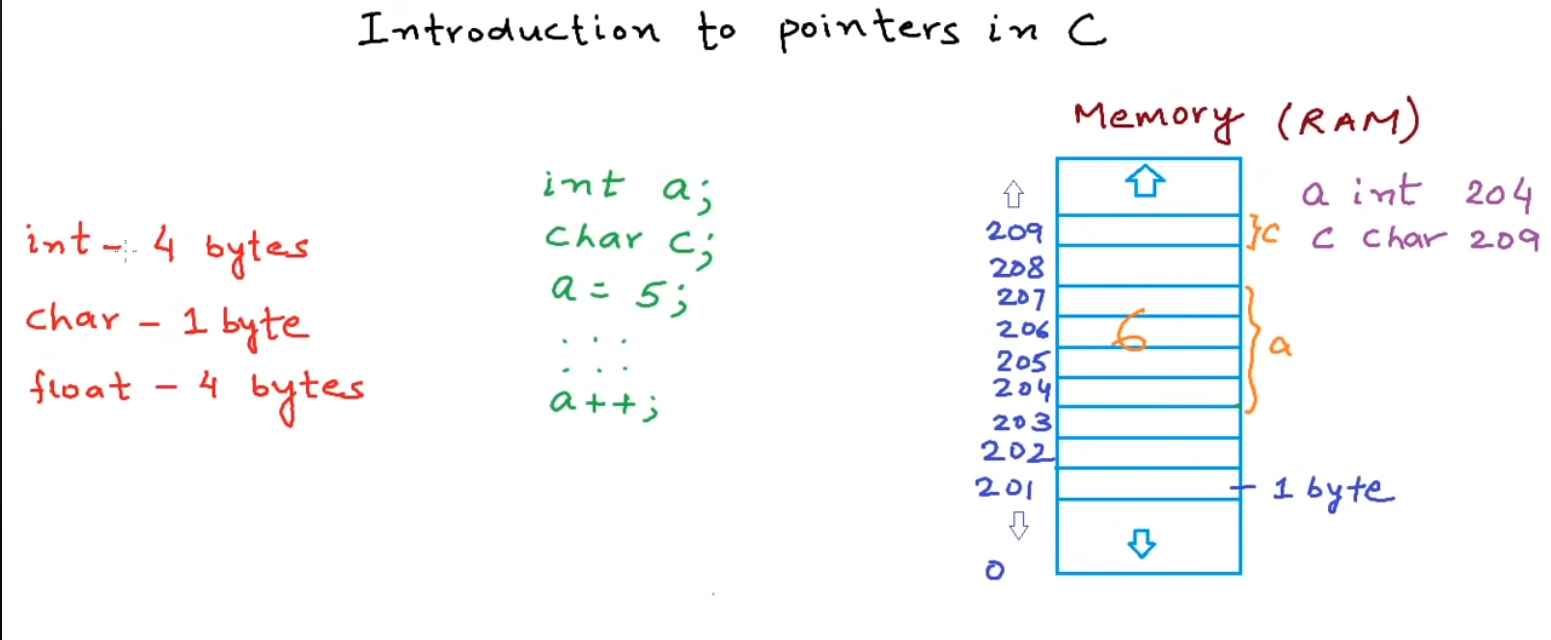 Introduction to pointers in C
int - 4 bytes
char - 1 byte
float - 4 bytes
int a;
char c;
a = 5;
. . .
. . .
a++;
Memory (RAM)
209
208
207
206
205
204
203
202
201
0
6
}c
} a
1 byte
a int 204
c char 209